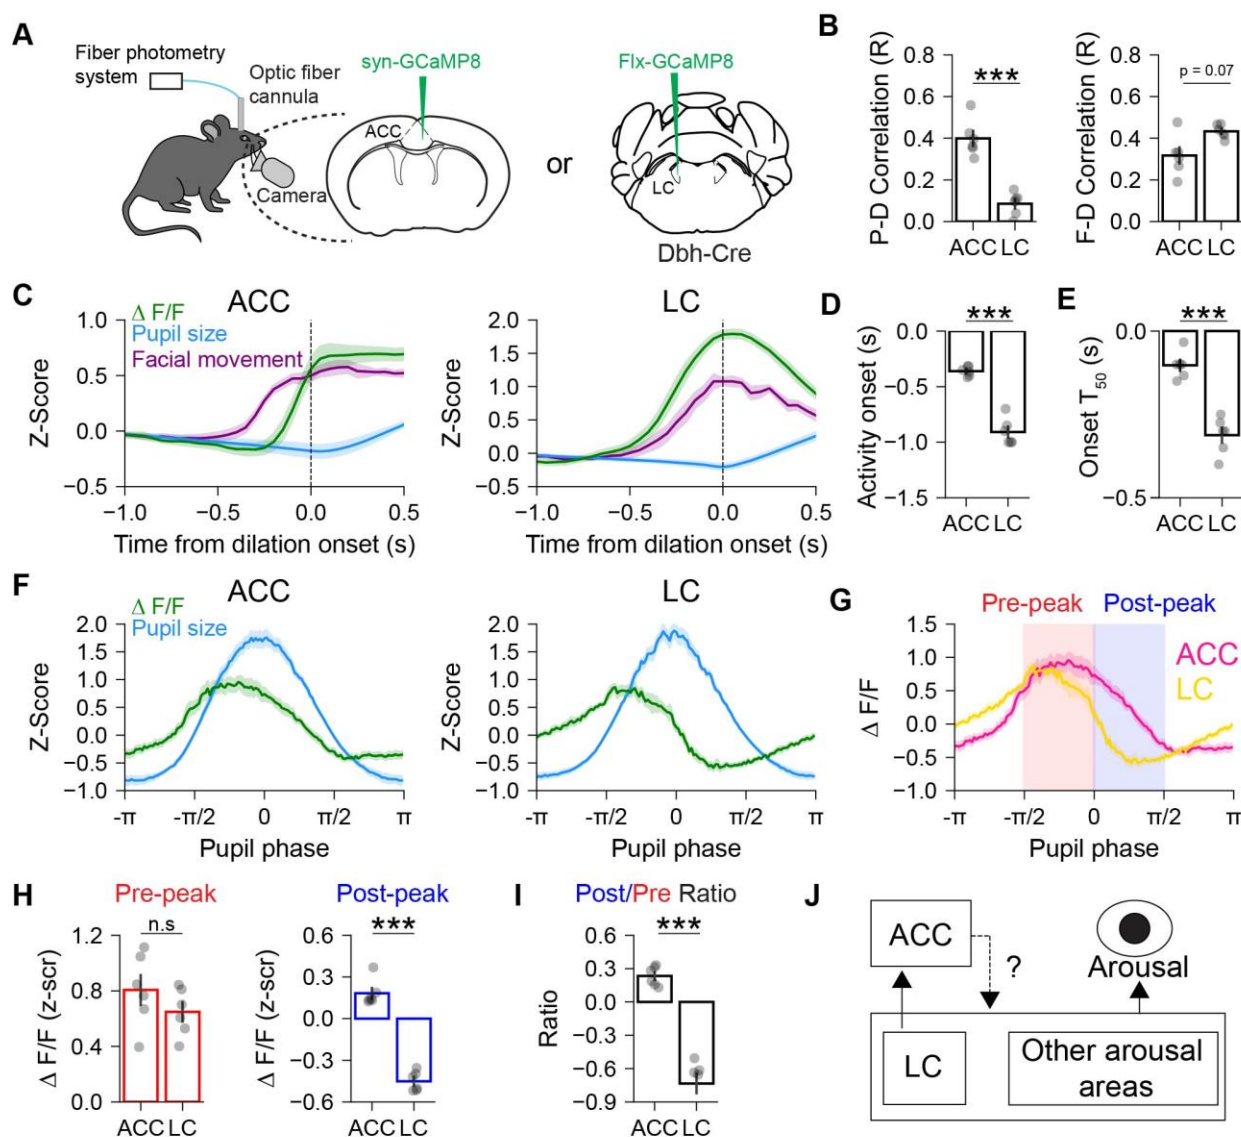 A
Fiber photometry
system
Optic fiber
cannula
Camera
syn-GCaMP8
ACC
or
Flx-GCaMP8
LC
Dbh-Cre
B
P-D Correlation (R)
0.8
0.6
0.4
0.2
0.0
***
ACC LC
F-D Correlation (R)
0.8
0.6
0.4
0.2
0.0
p = 0.07
ACC LC
C
ACC
Δ F/F
Pupil size
Facial movement
Z-Score
1.0
0.5
0.0
−0.5
−1.0 −0.5 0.0 0.5
Time from dilation onset (s)
LC
Z-Score
2.0
1.5
1.0
0.5
0.0
−0.5
−1.0 −0.5 0.0 0.5
Time from dilation onset (s)
D
***
Activity onset (s)
0.0
−0.5
−1.0
−1.5
ACC LC
E
***
Onset T50 (s)
−0.0
−0.5
ACC LC
F
ACC
Δ F/F
Pupil size
Z-Score
2.0
1.5
1.0
0.5
0.0
−0.5
−1.0
-π -π/2 0 π/2 π
Pupil phase
LC
Z-Score
2.0
1.5
1.0
0.5
0.0
−0.5
−1.0
-π -π/2 0 π/2 π
Pupil phase
G
Pre-peak Post-peak
ACC
LC
Δ F/F
1.5
1.0
0.5
0.0
−0.5
−1.0
-π -π/2 0 π/2 π
Pupil phase
H
Pre-peak
n.s
Δ F/F (z-scr)
1.2
0.8
0.4
0.0
ACC LC
Post-peak
***
Δ F/F (z-scr)
0.6
0.3
0.0
−0.3
−0.6
ACC LC
I
Post/Pre Ratio
***
Ratio
0.6
0.3
0.0
−0.3
−0.6
−0.9
ACC LC
J
ACC
?
Arousal
LC
Other arousal
areas